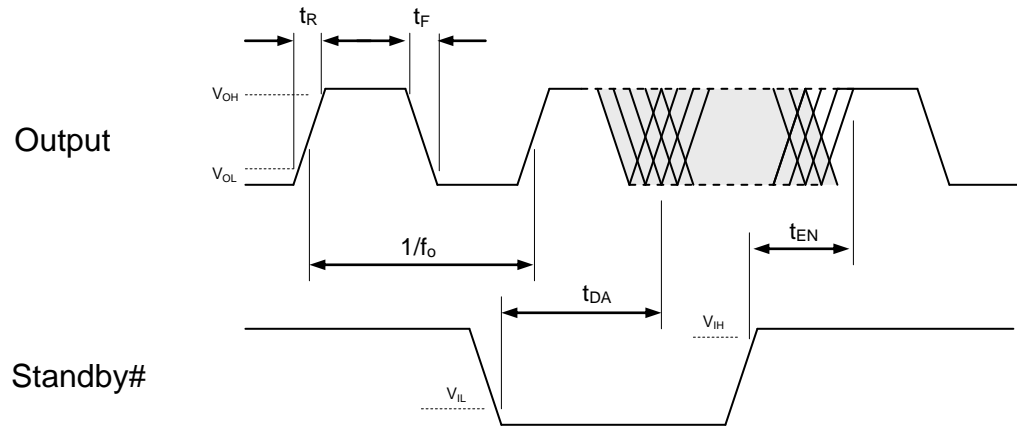 tR
tF
VOH
Output
VOL
1/fo
tEN
tDA
VIH
Standby#
VIL